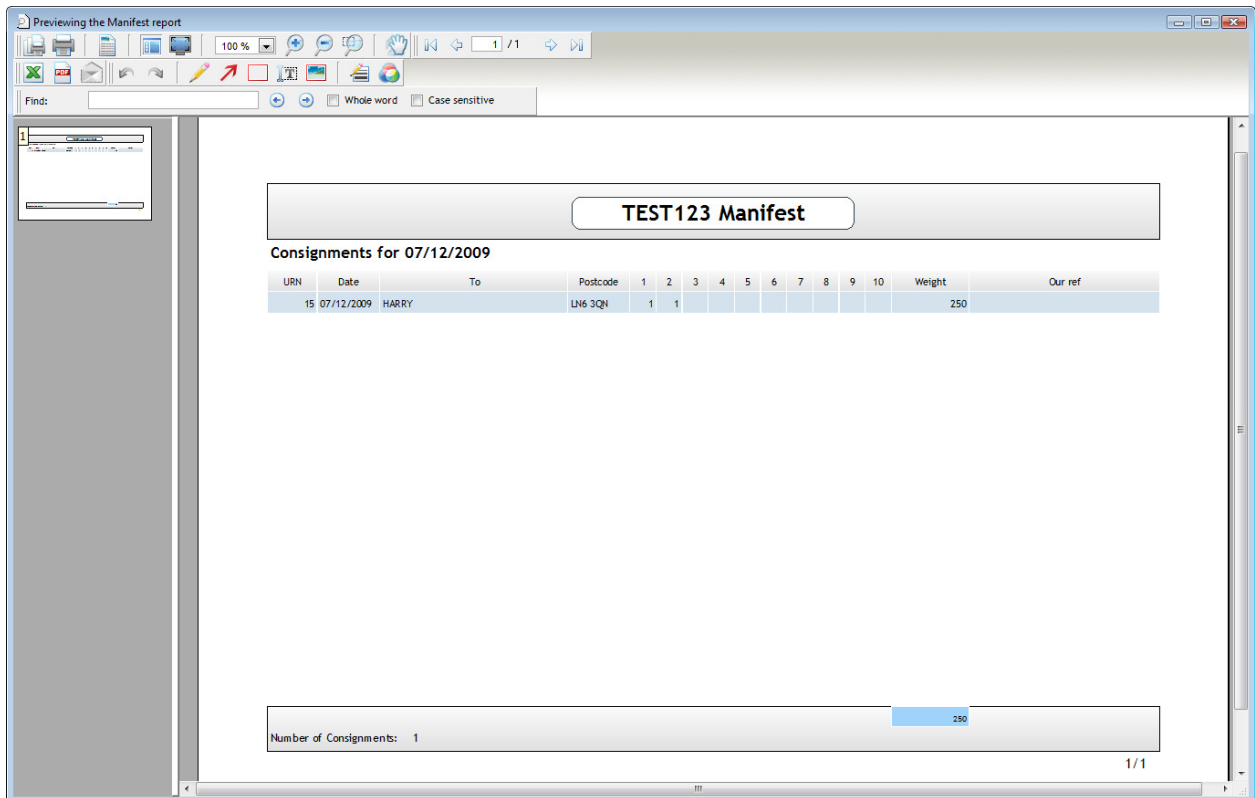 Previewing the Manifest report
100 % 1 / 1
PDF T
Find: Whole word Case sensitive
1
TEST123 Manifest
Consignments for 07/12/2009
URN Date To Postcode 1 2 3 4 5 6 7 8 9 10 Weight Our ref
15 07/12/2009 HARRY LN6 3QN 1 1 250
250
Number of Consignments: 1
1/1